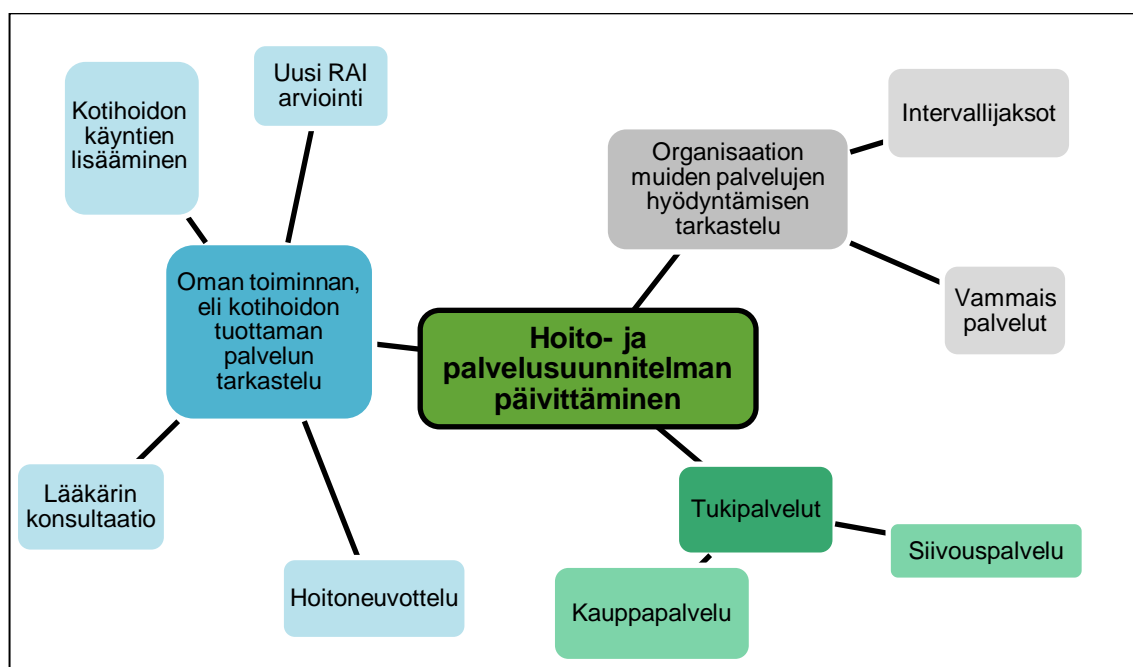 Uusi RAI
arviointi
Kotihoidon
käyntien
lisääminen
Intervallijaksot
Organisaation
muiden palvelujen
hyödyntämisen
tarkastelu
Oman toiminnan,
eli kotihoidon
tuottaman
palvelun
tarkastelu
Vammais
palvelut
Hoito- ja
palvelusuunnitelman
päivittäminen
Lääkärin
konsultaatio
Tukipalvelut
Siivouspalvelu
Hoitoneuvottelu
Kauppapalvelu